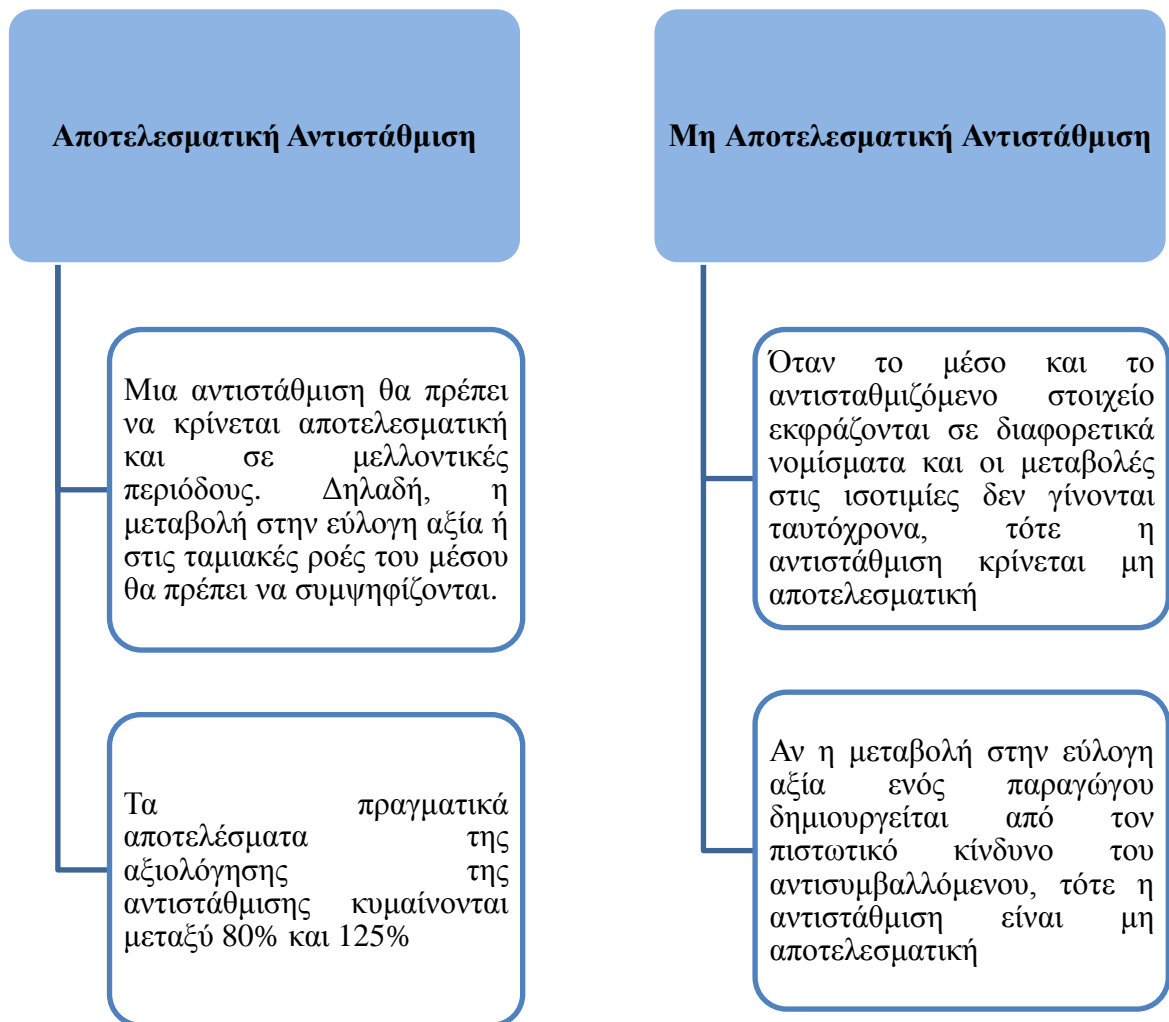 Αποτελεσματική Αντιστάθμιση
Μια αντιστάθμιση θα πρέπει
να κρίνεται αποτελεσματική
και σε μελλοντικές
περιόδους. Δηλαδή, η
μεταβολή στην εύλογη αξία ή
στις ταμιακές ροές του μέσου
θα πρέπει να συμψηφίζονται.
Τα πραγματικά
αποτελέσματα της
αξιολόγησης της
αντιστάθμισης κυμαίνονται
μεταξύ 80% και 125%
Μη Αποτελεσματική Αντιστάθμιση
Όταν το μέσο και το
αντισταθμιζόμενο στοιχείο
εκφράζονται σε διαφορετικά
νομίσματα και οι μεταβολές
στις ισοτιμίες δεν γίνονται
ταυτόχρονα, τότε η
αντιστάθμιση κρίνεται μη
αποτελεσματική
Αν η μεταβολή στην εύλογη
αξία ενός παραγώγου
δημιουργείται από τον
πιστωτικό κίνδυνο του
αντισυμβαλλόμενου, τότε η
αντιστάθμιση είναι μη
αποτελεσματική